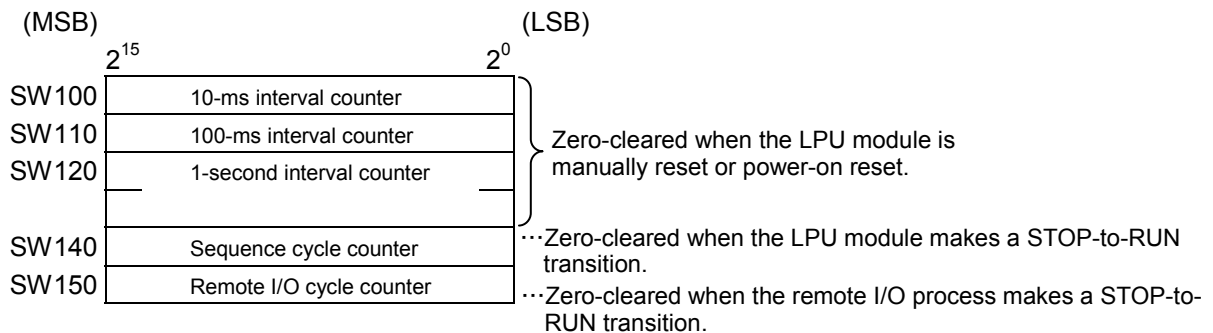 (MSB) (LSB)
2^15 2^0
SW100 10-ms interval counter
SW110 100-ms interval counter
Zero-cleared when the LPU module is
SW120 1-second interval counter
manually reset or power-on reset.
SW140 Sequence cycle counter
⋯Zero-cleared when the LPU module makes a STOP-to-RUN
transition.
SW150 Remote I/O cycle counter
⋯Zero-cleared when the remote I/O process makes a STOP-to-
RUN transition.